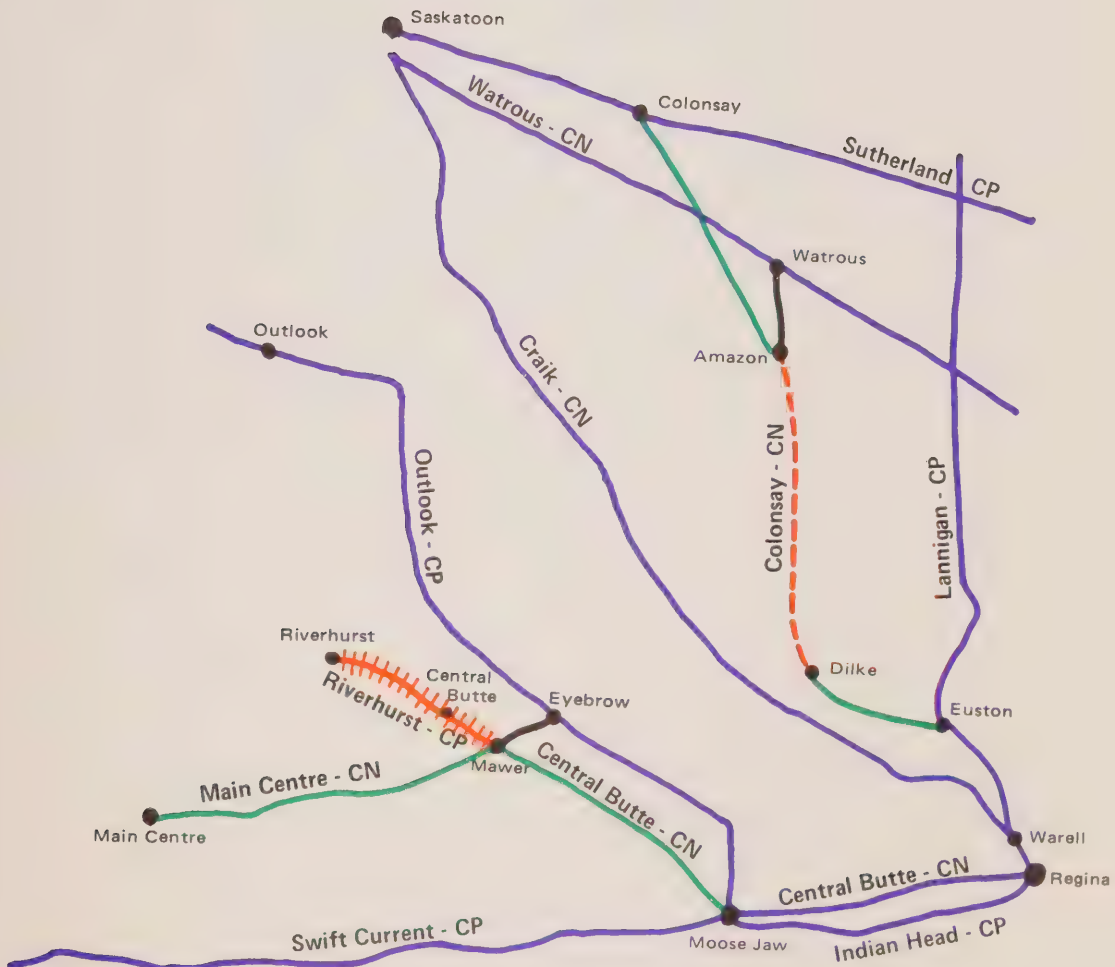 Saskatoon
Colonsay
Watrous - CN
Sutherland CP
Watrous
Outlook
Amazon
Craik - CN
Outlook - CP
Colonsay - CN
Lannigan - CP
Riverhurst
Central
Butte
Riverhurst - CP
Dilke
Eyebrow
Euston
Mawer
Main Centre - CN
Central Butte - CN
Main Centre
Warell
Central Butte - CN
Regina
Swift Current - CP
Moose Jaw
Indian Head - CP